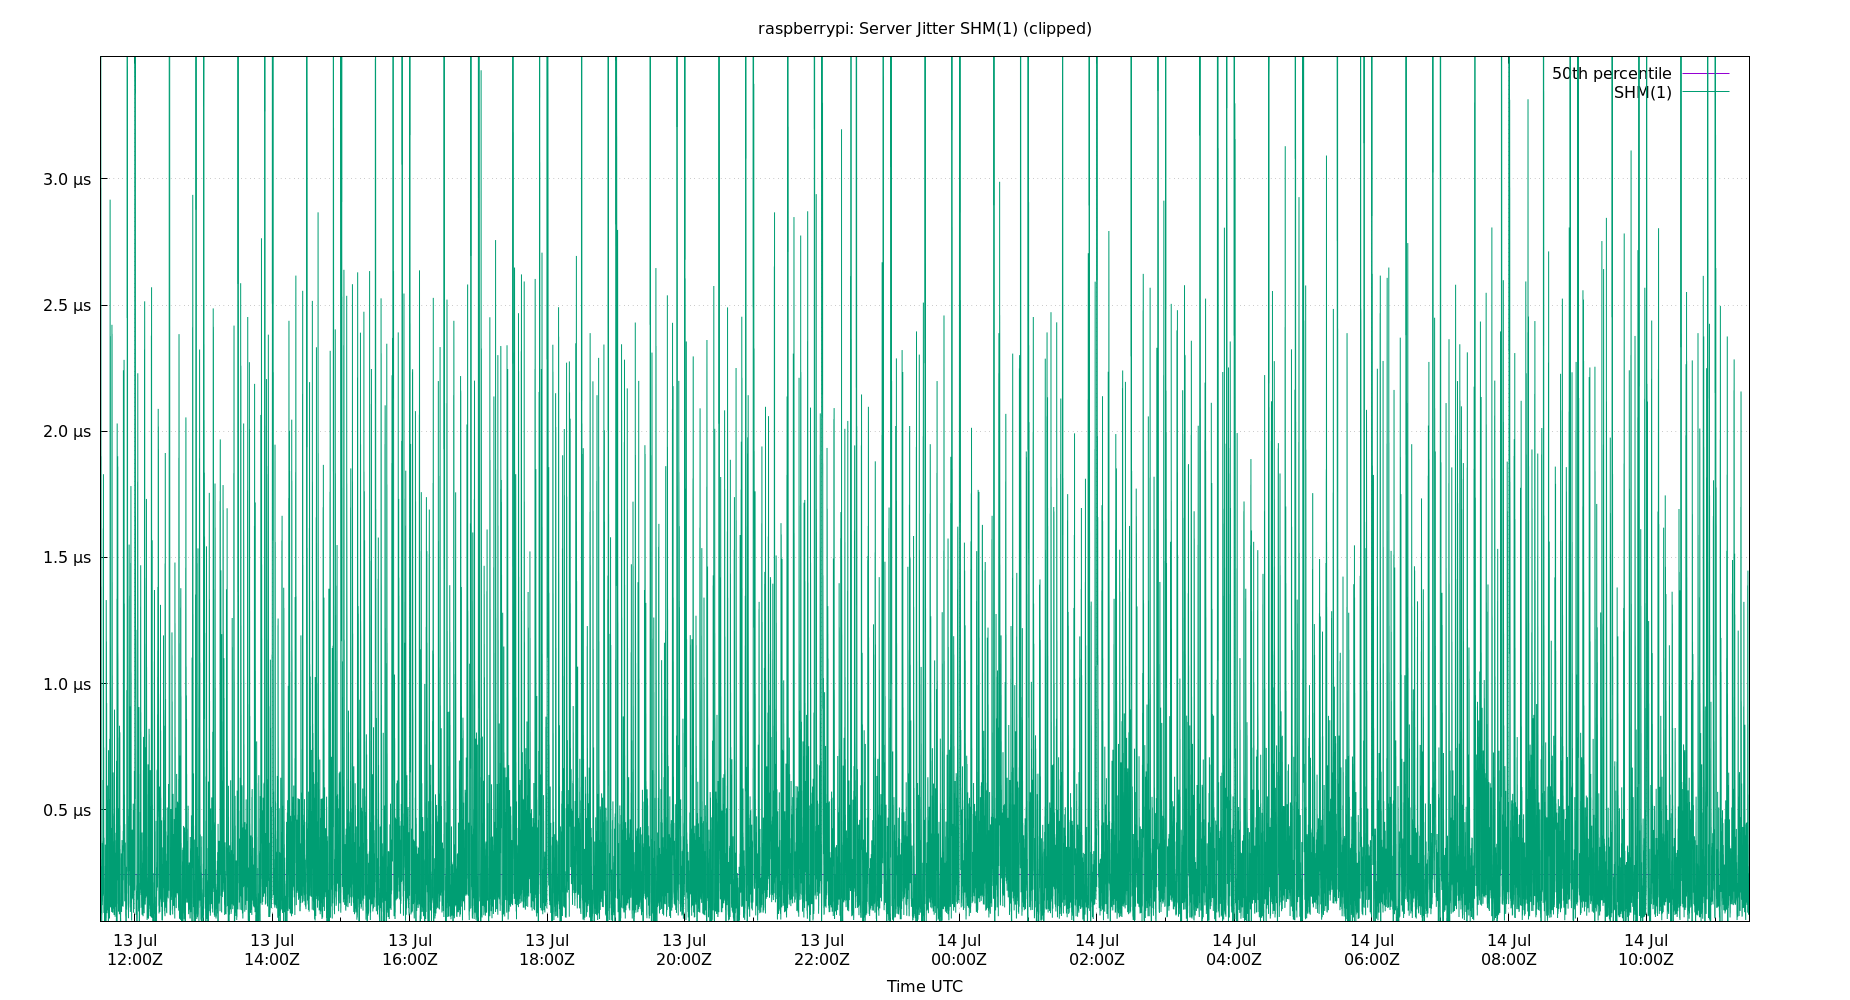 raspberrypi: Server Jitter SHM(1) (clipped)
50th percentile
SHM(1)
3.0 µs
2.5 µs
2.0 µs
1.5 µs
1.0 µs
0.5 µs
13 Jul 13 Jul 13 Jul 13 Jul 13 Jul 13 Jul 14 Jul 14 Jul 14 Jul 14 Jul 14 Jul 14 Jul
12:00Z 14:00Z 16:00Z 18:00Z 20:00Z 22:00Z 00:00Z 02:00Z 04:00Z 06:00Z 08:00Z 10:00Z
Time UTC